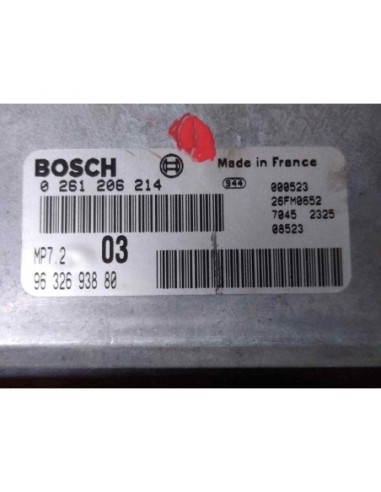 BOSCH
Made in France
0 261 206 214
944
000523
26FM0652
7045 2325
08523
MP7.2 03
96 326 938 80